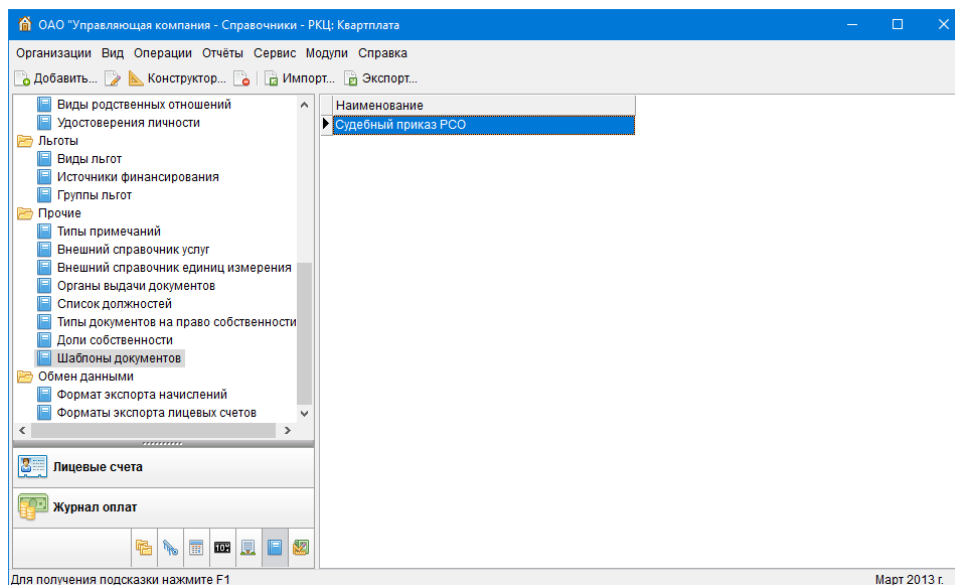 ОАО "Управляющая компания - Справочники - РКЦ: Квартплата
Организации Вид Операции Отчёты Сервис Модули Справка
Добавить... Конструктор... Импорт... Экспорт...
Виды родственных отношений
Удостоверения личности
Льготы
Виды льгот
Источники финансирования
Группы льгот
Прочие
Типы примечаний
Внешний справочник услуг
Внешний справочник единиц измерения
Органы выдачи документов
Список должностей
Типы документов на право собственности
Доли собственности
Шаблоны документов
Обмен данными
Формат экспорта начислений
Форматы экспорта лицевых счетов
Лицевые счета
Журнал оплат
Наименование
Судебный приказ РСО
Для получения подсказки нажмите F1
Март 2013 г.